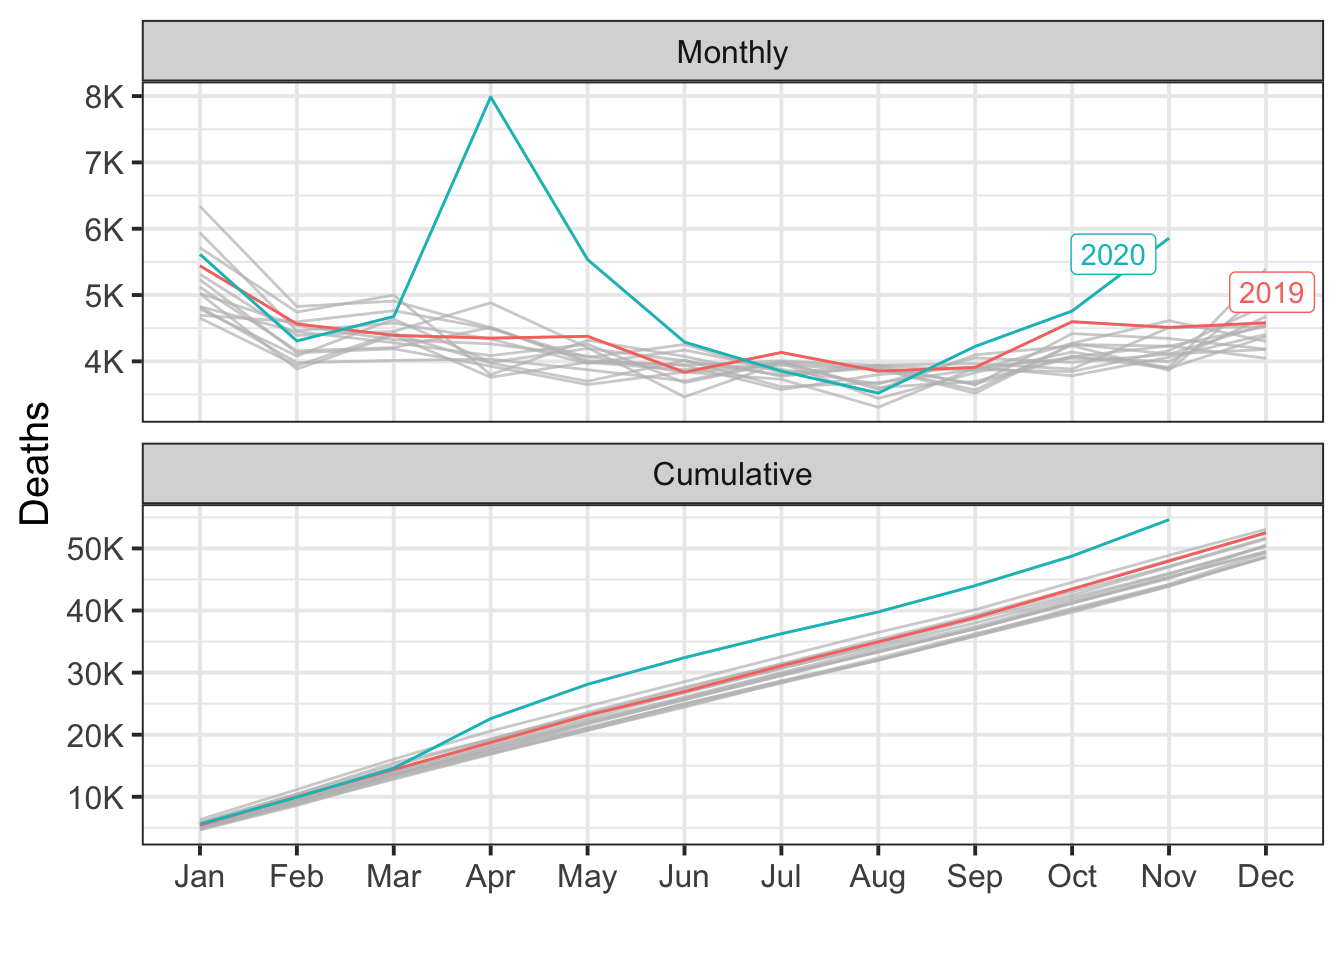 Monthly
8K
7K
6K
5K
4K
2020
2019
Deaths
Cumulative
50K
40K
30K
20K
10K
Jan Feb Mar Apr May Jun Jul Aug Sep Oct Nov Dec